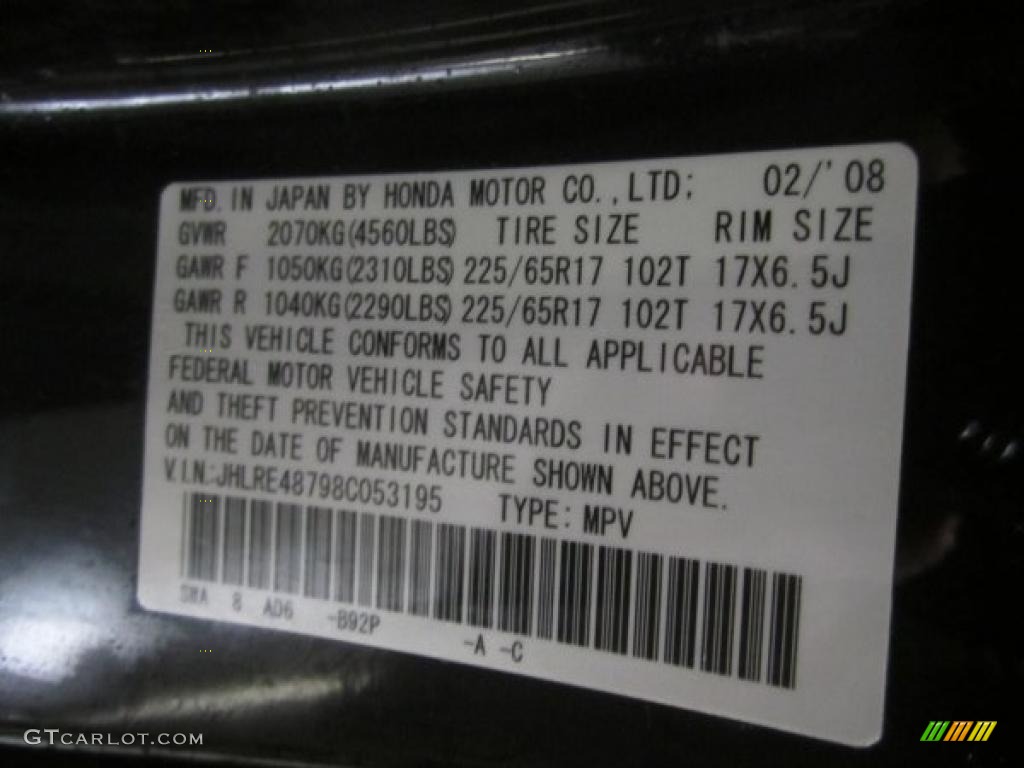 MFD. IN JAPAN BY HONDA MOTOR CO.,LTD; 02/'08
GVWR 2070KG(4560LBS) TIRE SIZE RIM SIZE
GAWR F 1050KG(2310LBS) 225/65R17 102T 17X6.5J
GAWR R 1040KG(2290LBS) 225/65R17 102T 17X6.5J
THIS VEHICLE CONFORMS TO ALL APPLICABLE
FEDERAL MOTOR VEHICLE SAFETY
AND THEFT PREVENTION STANDARDS IN EFFECT
ON THE DATE OF MANUFACTURE SHOWN ABOVE.
V.I.N.:JHLRE48798C053195 TYPE: MPV
SWA 8 AD6 -B92P -A -C
GTCARLOT.COM